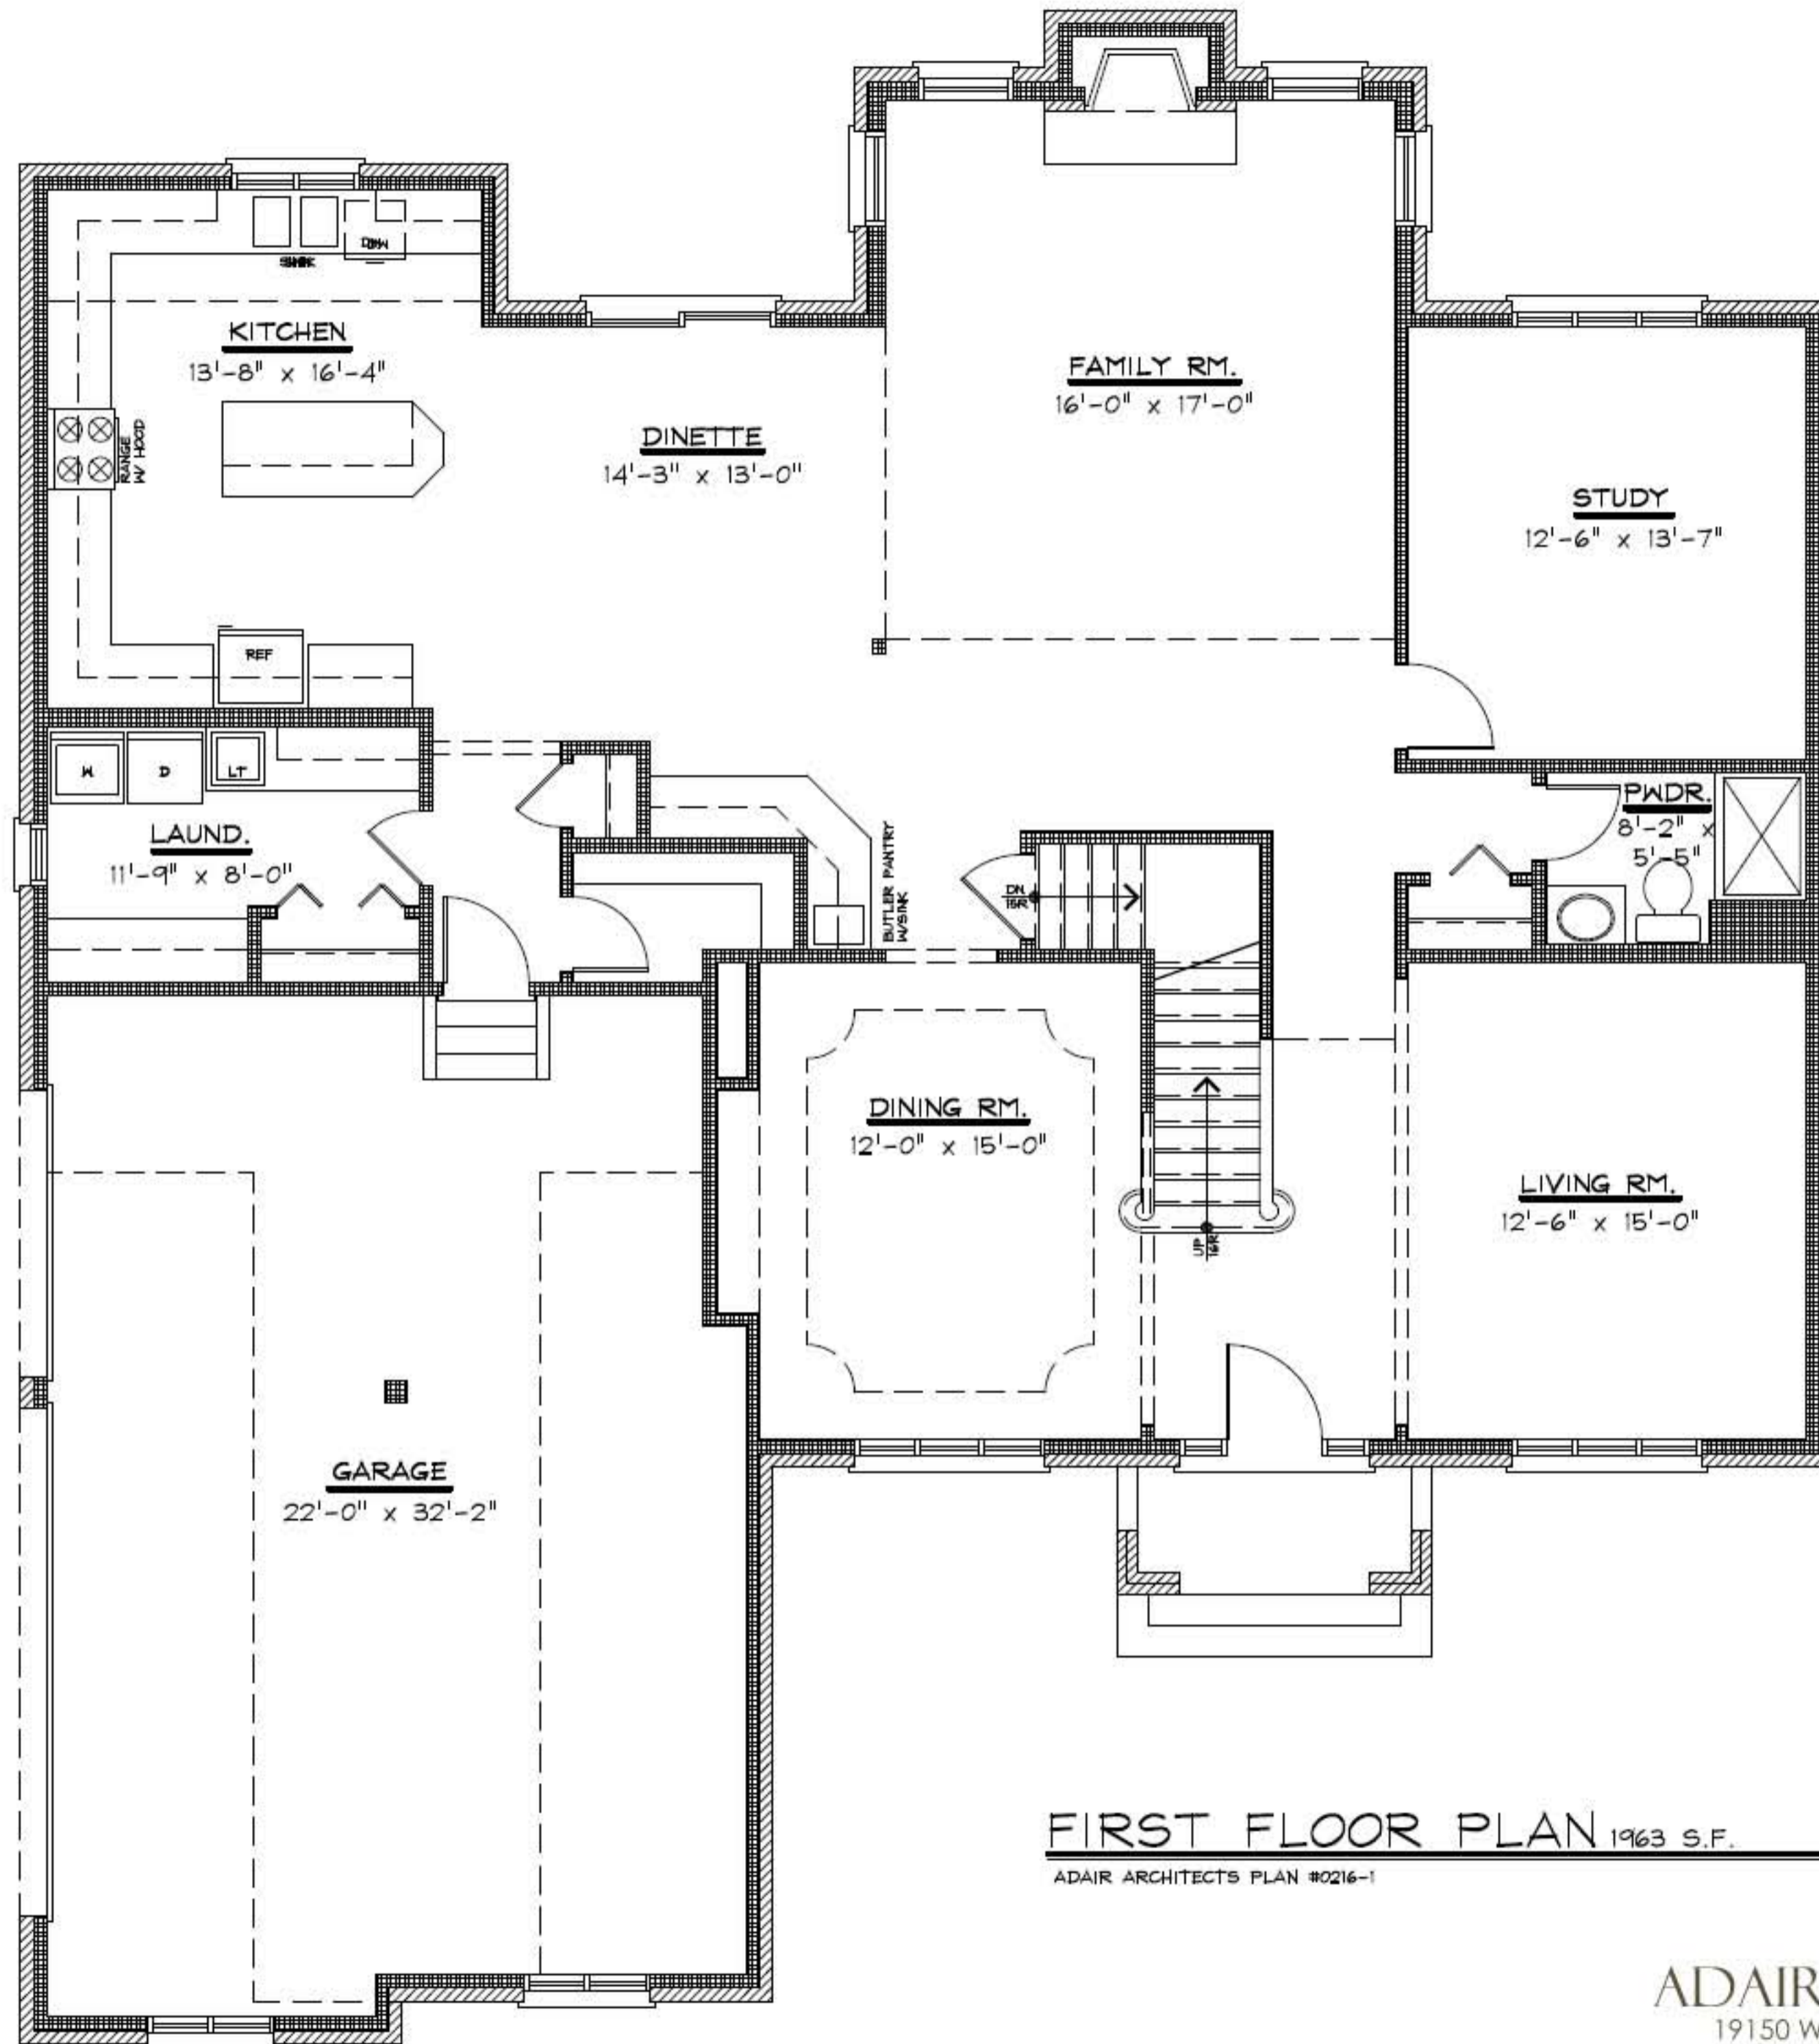 KITCHEN
13'-8" x 16'-4"
SINK
DW
RANGE
W/ HOOD
REF
DINETTE
14'-3" x 13'-0"
FAMILY RM.
16'-0" x 17'-0"
STUDY
12'-6" x 13'-7"
W
D
LT
LAUND.
11'-9" x 8'-0"
BUTLER PANTRY
W/SINK
DN
15R
PWDR.
8'-2" x
5'-5"
DINING RM.
12'-0" x 15'-0"
UP
16R
LIVING RM.
12'-6" x 15'-0"
GARAGE
22'-0" x 32'-2"
FIRST FLOOR PLAN 1963 S.F.
ADAIR ARCHITECTS PLAN #0216-1
ADAIR
19150 W